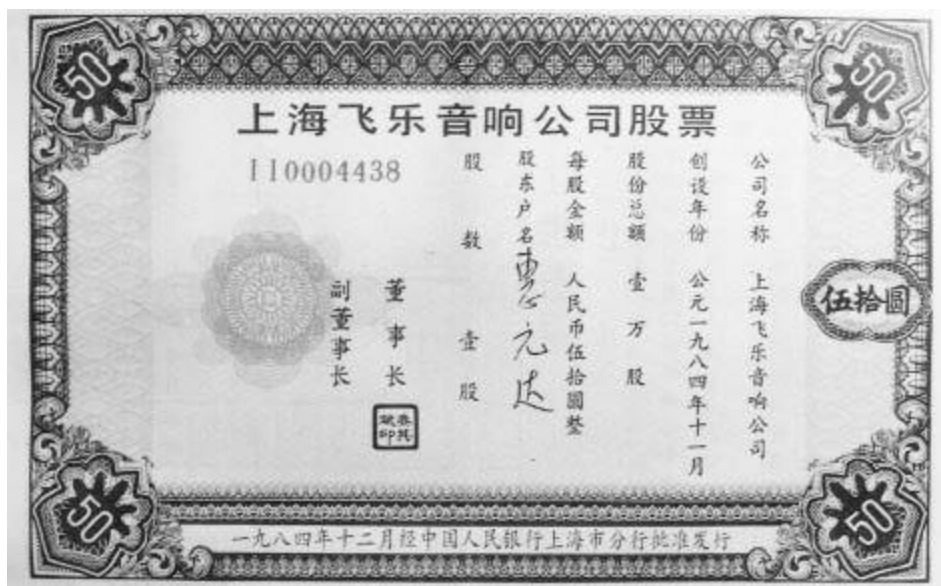 50
50
上海飞乐音响公司股票
110004438
公司名称 上海飞乐音响公司
创设年份 公元一九八四年十一月
股份总额 壹万股
每股金额 人民币伍拾圆整
股东户名 惠元达
股数 壹股
董事长
副董事长
伍拾圆
50
50
一九八四年十二月经中国人民银行上海市分行批准发行